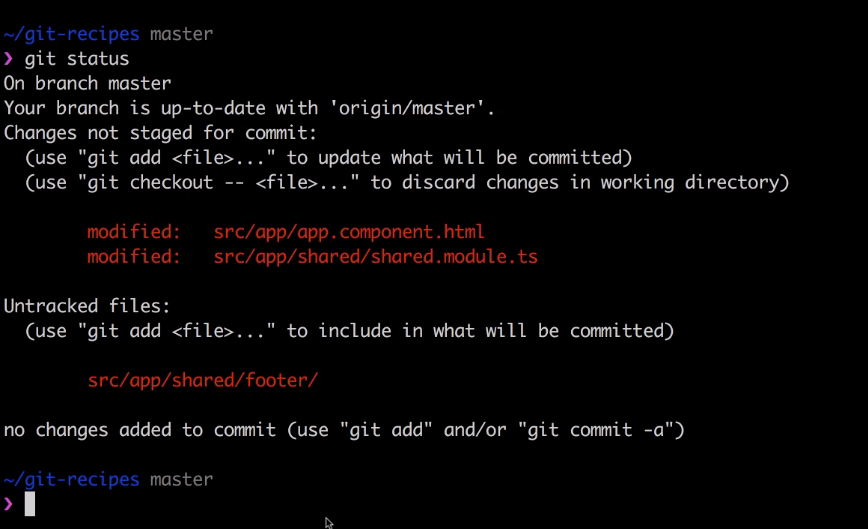 ~/git-recipes master
❯ git status
On branch master
Your branch is up-to-date with 'origin/master'.
Changes not staged for commit:
  (use "git add <file>..." to update what will be committed)
  (use "git checkout -- <file>..." to discard changes in working directory)
        modified:   src/app/app.component.html
        modified:   src/app/shared/shared.module.ts
Untracked files:
  (use "git add <file>..." to include in what will be committed)
        src/app/shared/footer/
no changes added to commit (use "git add" and/or "git commit -a")
~/git-recipes master
❯